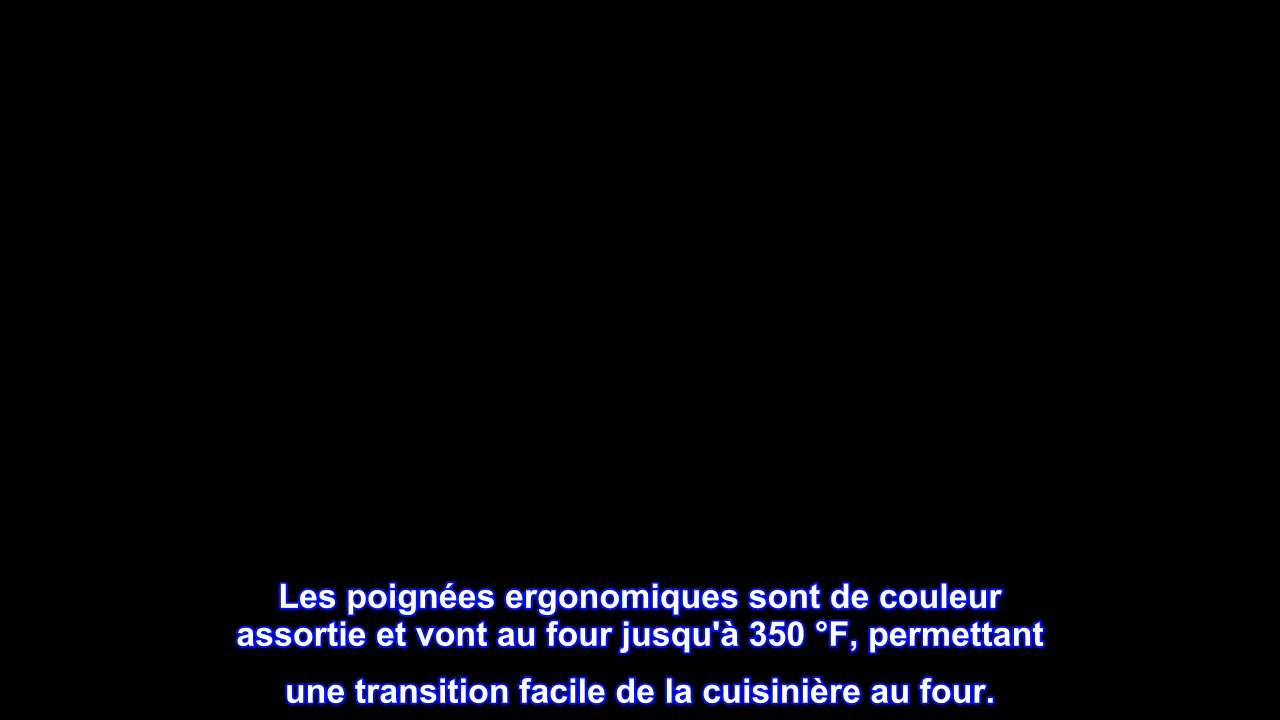 Les poignées ergonomiques sont de couleur
assortie et vont au four jusqu'à 350 °F, permettant
une transition facile de la cuisinière au four.